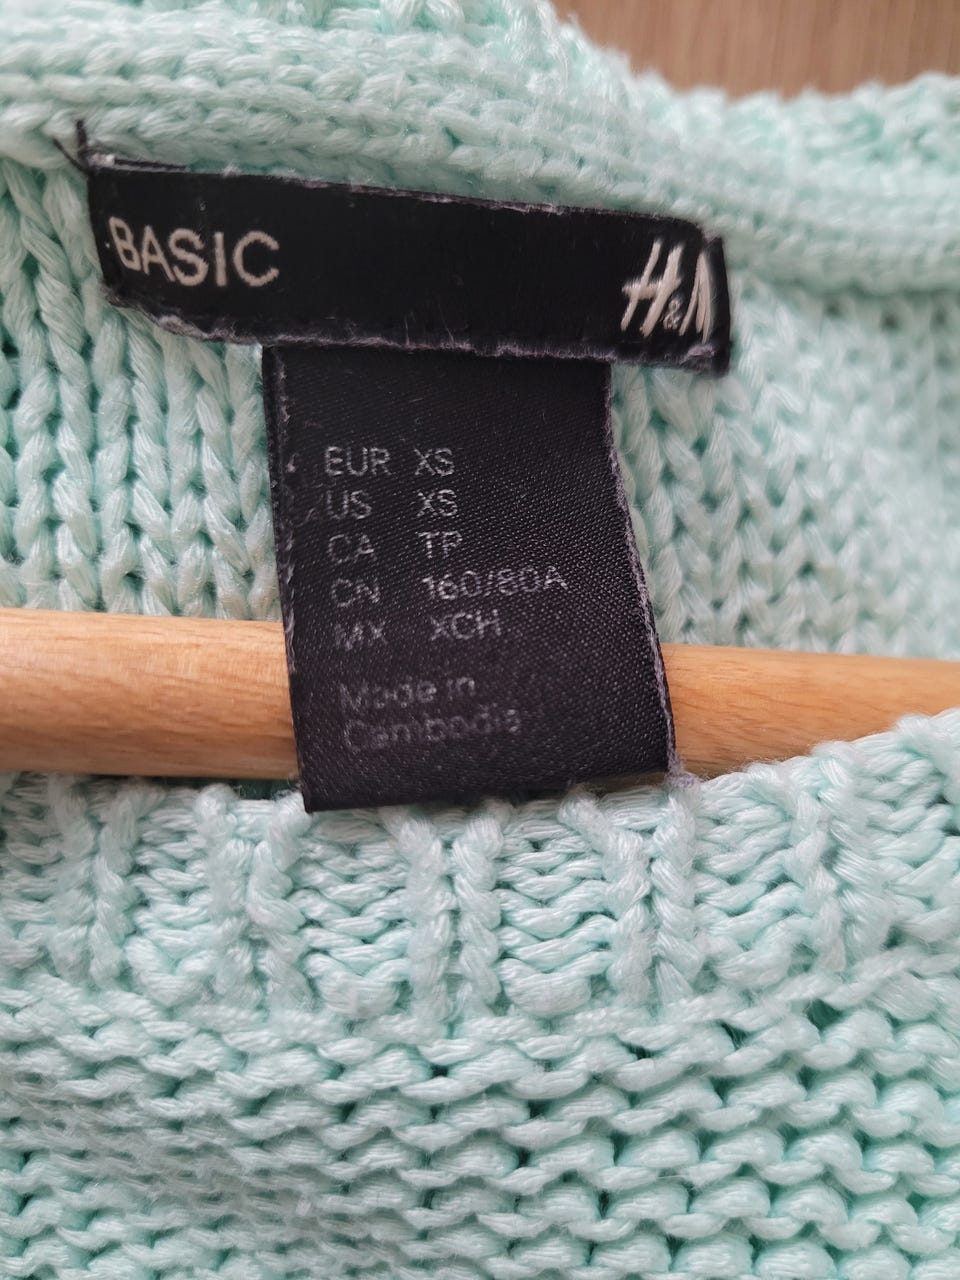 BASIC H&M
EUR XS
US XS
CA TP
CN 160/80A
MX XCH
Made in
Cambodia